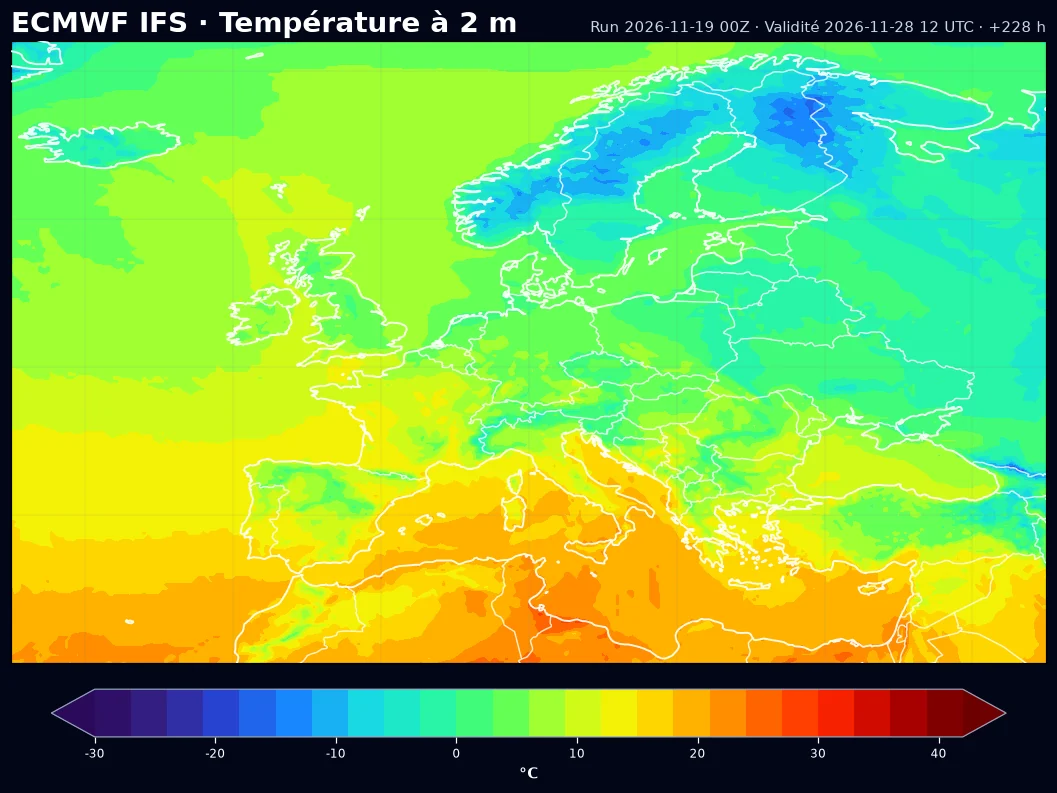 ECMWF IFS · Température à 2 m
Run 2026-11-19 00Z · Validité 2026-11-28 12 UTC · +228 h
-30 -20 -10 0 10 20 30 40
°C